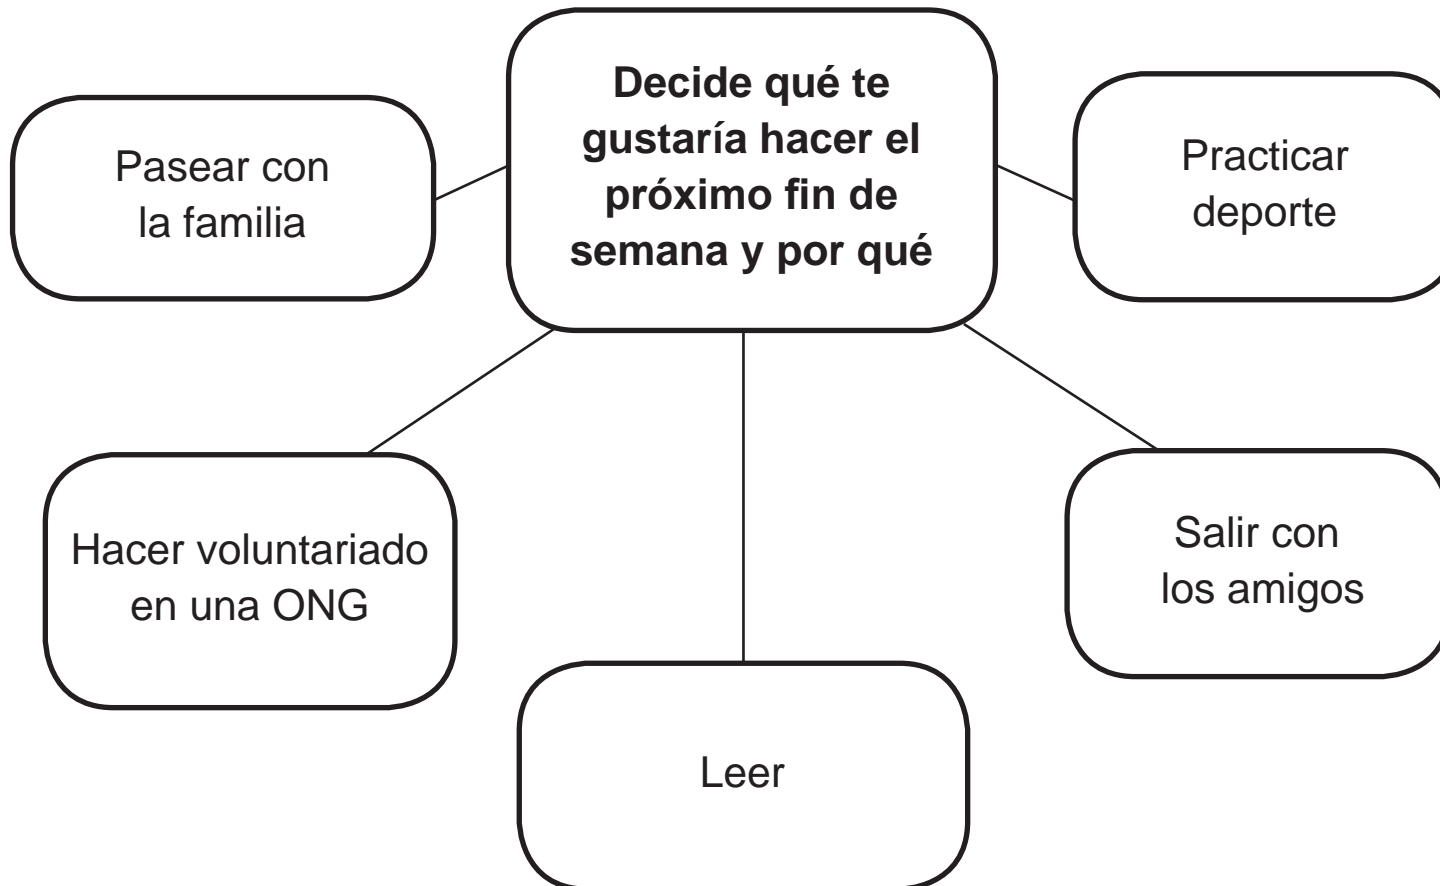 Decide qué te
gustaría hacer el
próximo fin de
semana y por qué
Pasear con
la familia
Practicar
deporte
Hacer voluntariado
en una ONG
Salir con
los amigos
Leer